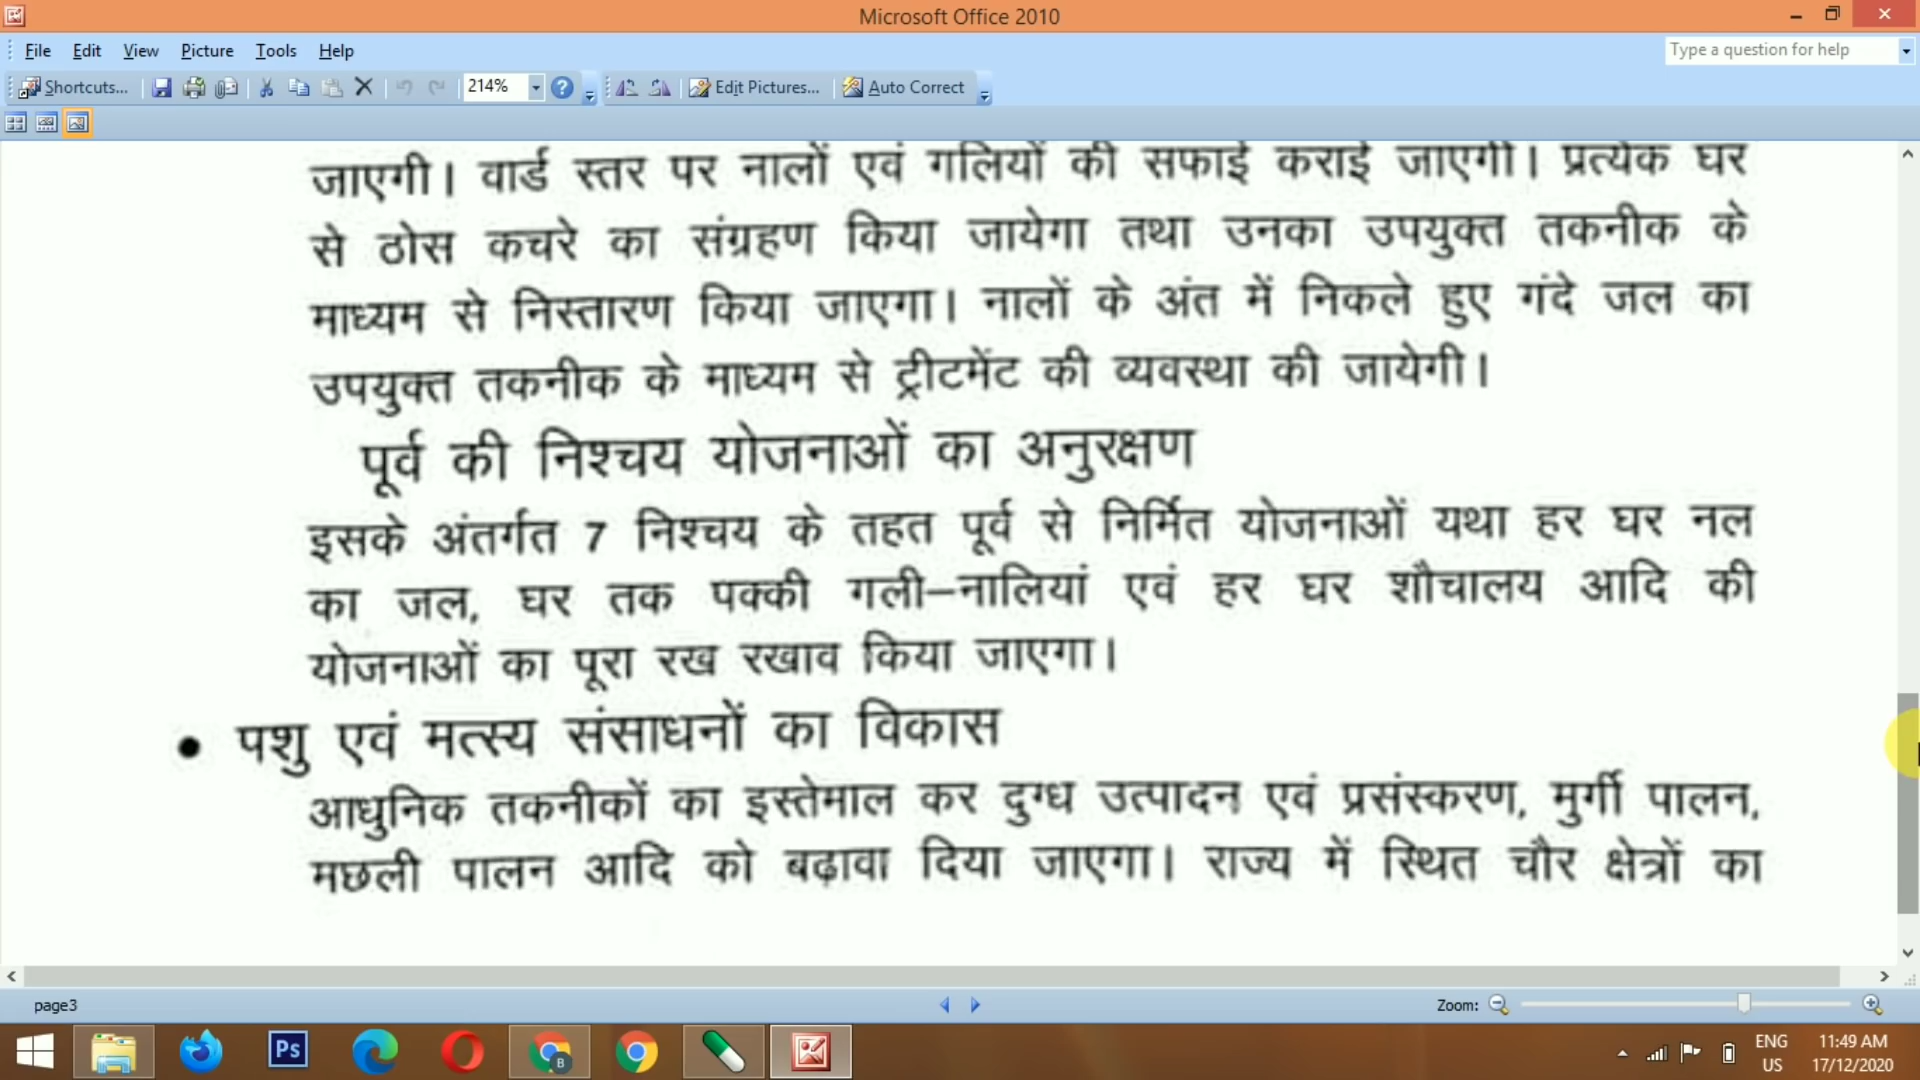 Microsoft Office 2010
File Edit View Picture Tools Help
Type a question for help
Shortcuts... 214% Edit Pictures... Auto Correct
जाएगी। वार्ड स्तर पर नालों एवं गलियों की सफाई कराई जाएगी। प्रत्येक घर
से ठोस कचरे का संग्रहण किया जायेगा तथा उनका उपयुक्त तकनीक के
माध्यम से निस्तारण किया जाएगा। नालों के अंत में निकले हुए गंदे जल का
उपयुक्त तकनीक के माध्यम से ट्रीटमेंट की व्यवस्था की जायेगी।
पूर्व की निश्चय योजनाओं का अनुरक्षण
इसके अंतर्गत 7 निश्चय के तहत पूर्व से निर्मित योजनाओं यथा हर घर नल
का जल, घर तक पक्की गली–नालियां एवं हर घर शौचालय आदि की
योजनाओं का पूरा रख रखाव किया जाएगा।
• पशु एवं मत्स्य संसाधनों का विकास
आधुनिक तकनीकों का इस्तेमाल कर दुग्ध उत्पादन एवं प्रसंस्करण, मुर्गी पालन,
मछली पालन आदि को बढ़ावा दिया जाएगा। राज्य में स्थित चौर क्षेत्रों का
page3 Zoom:
Ps B ENG 11:49 AM
US 17/12/2020